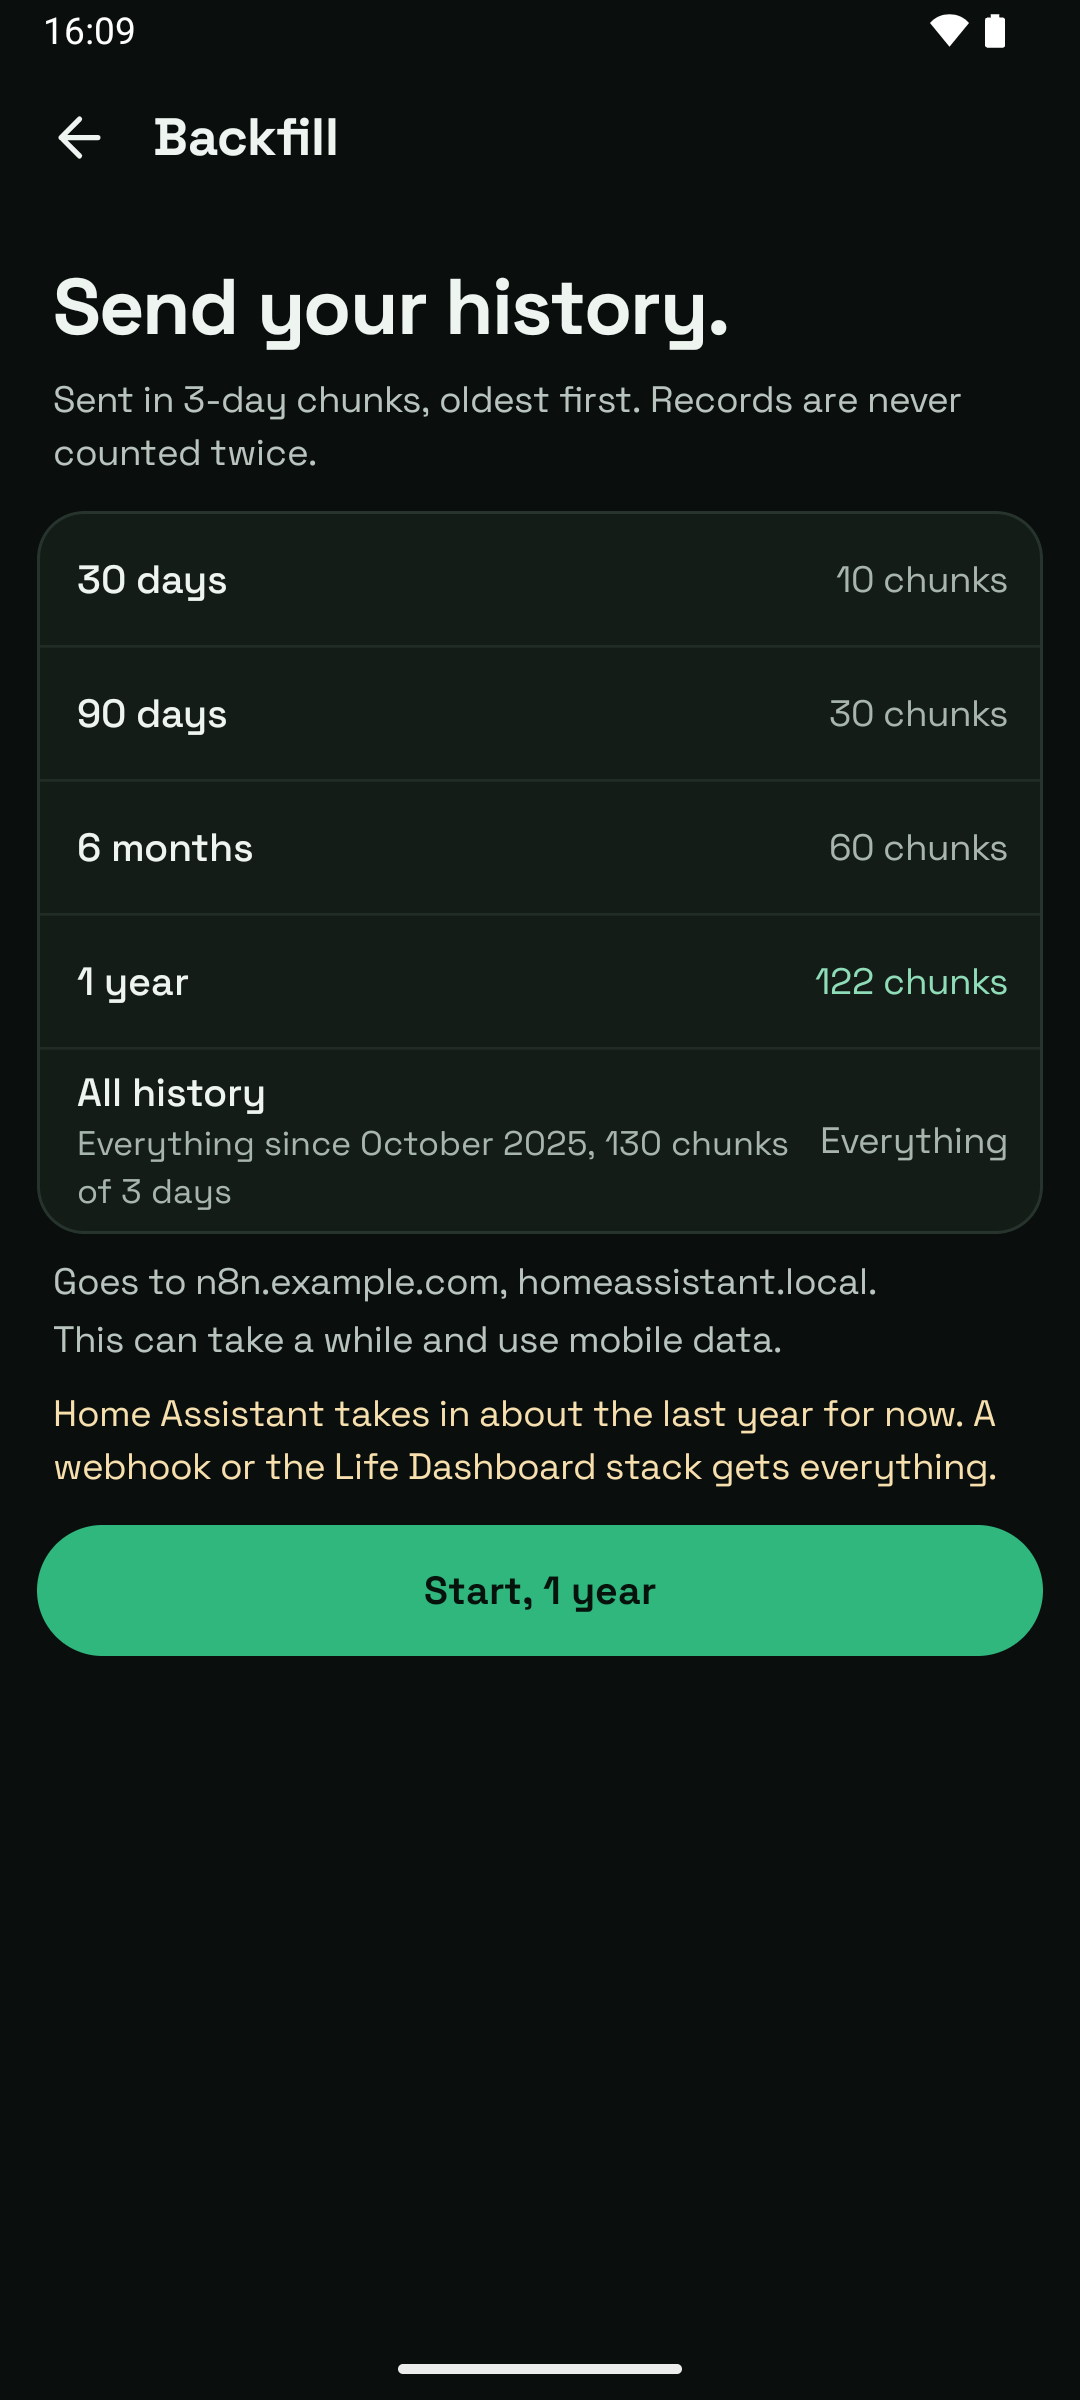 16:09
Backfill
Send your history.
Sent in 3-day chunks, oldest first. Records are never
counted twice.
30 days 10 chunks
90 days 30 chunks
6 months 60 chunks
1 year 122 chunks
All history
Everything since October 2025, 130 chunks Everything
of 3 days
Goes to n8n.example.com, homeassistant.local.
This can take a while and use mobile data.
Home Assistant takes in about the last year for now. A
webhook or the Life Dashboard stack gets everything.
Start, 1 year